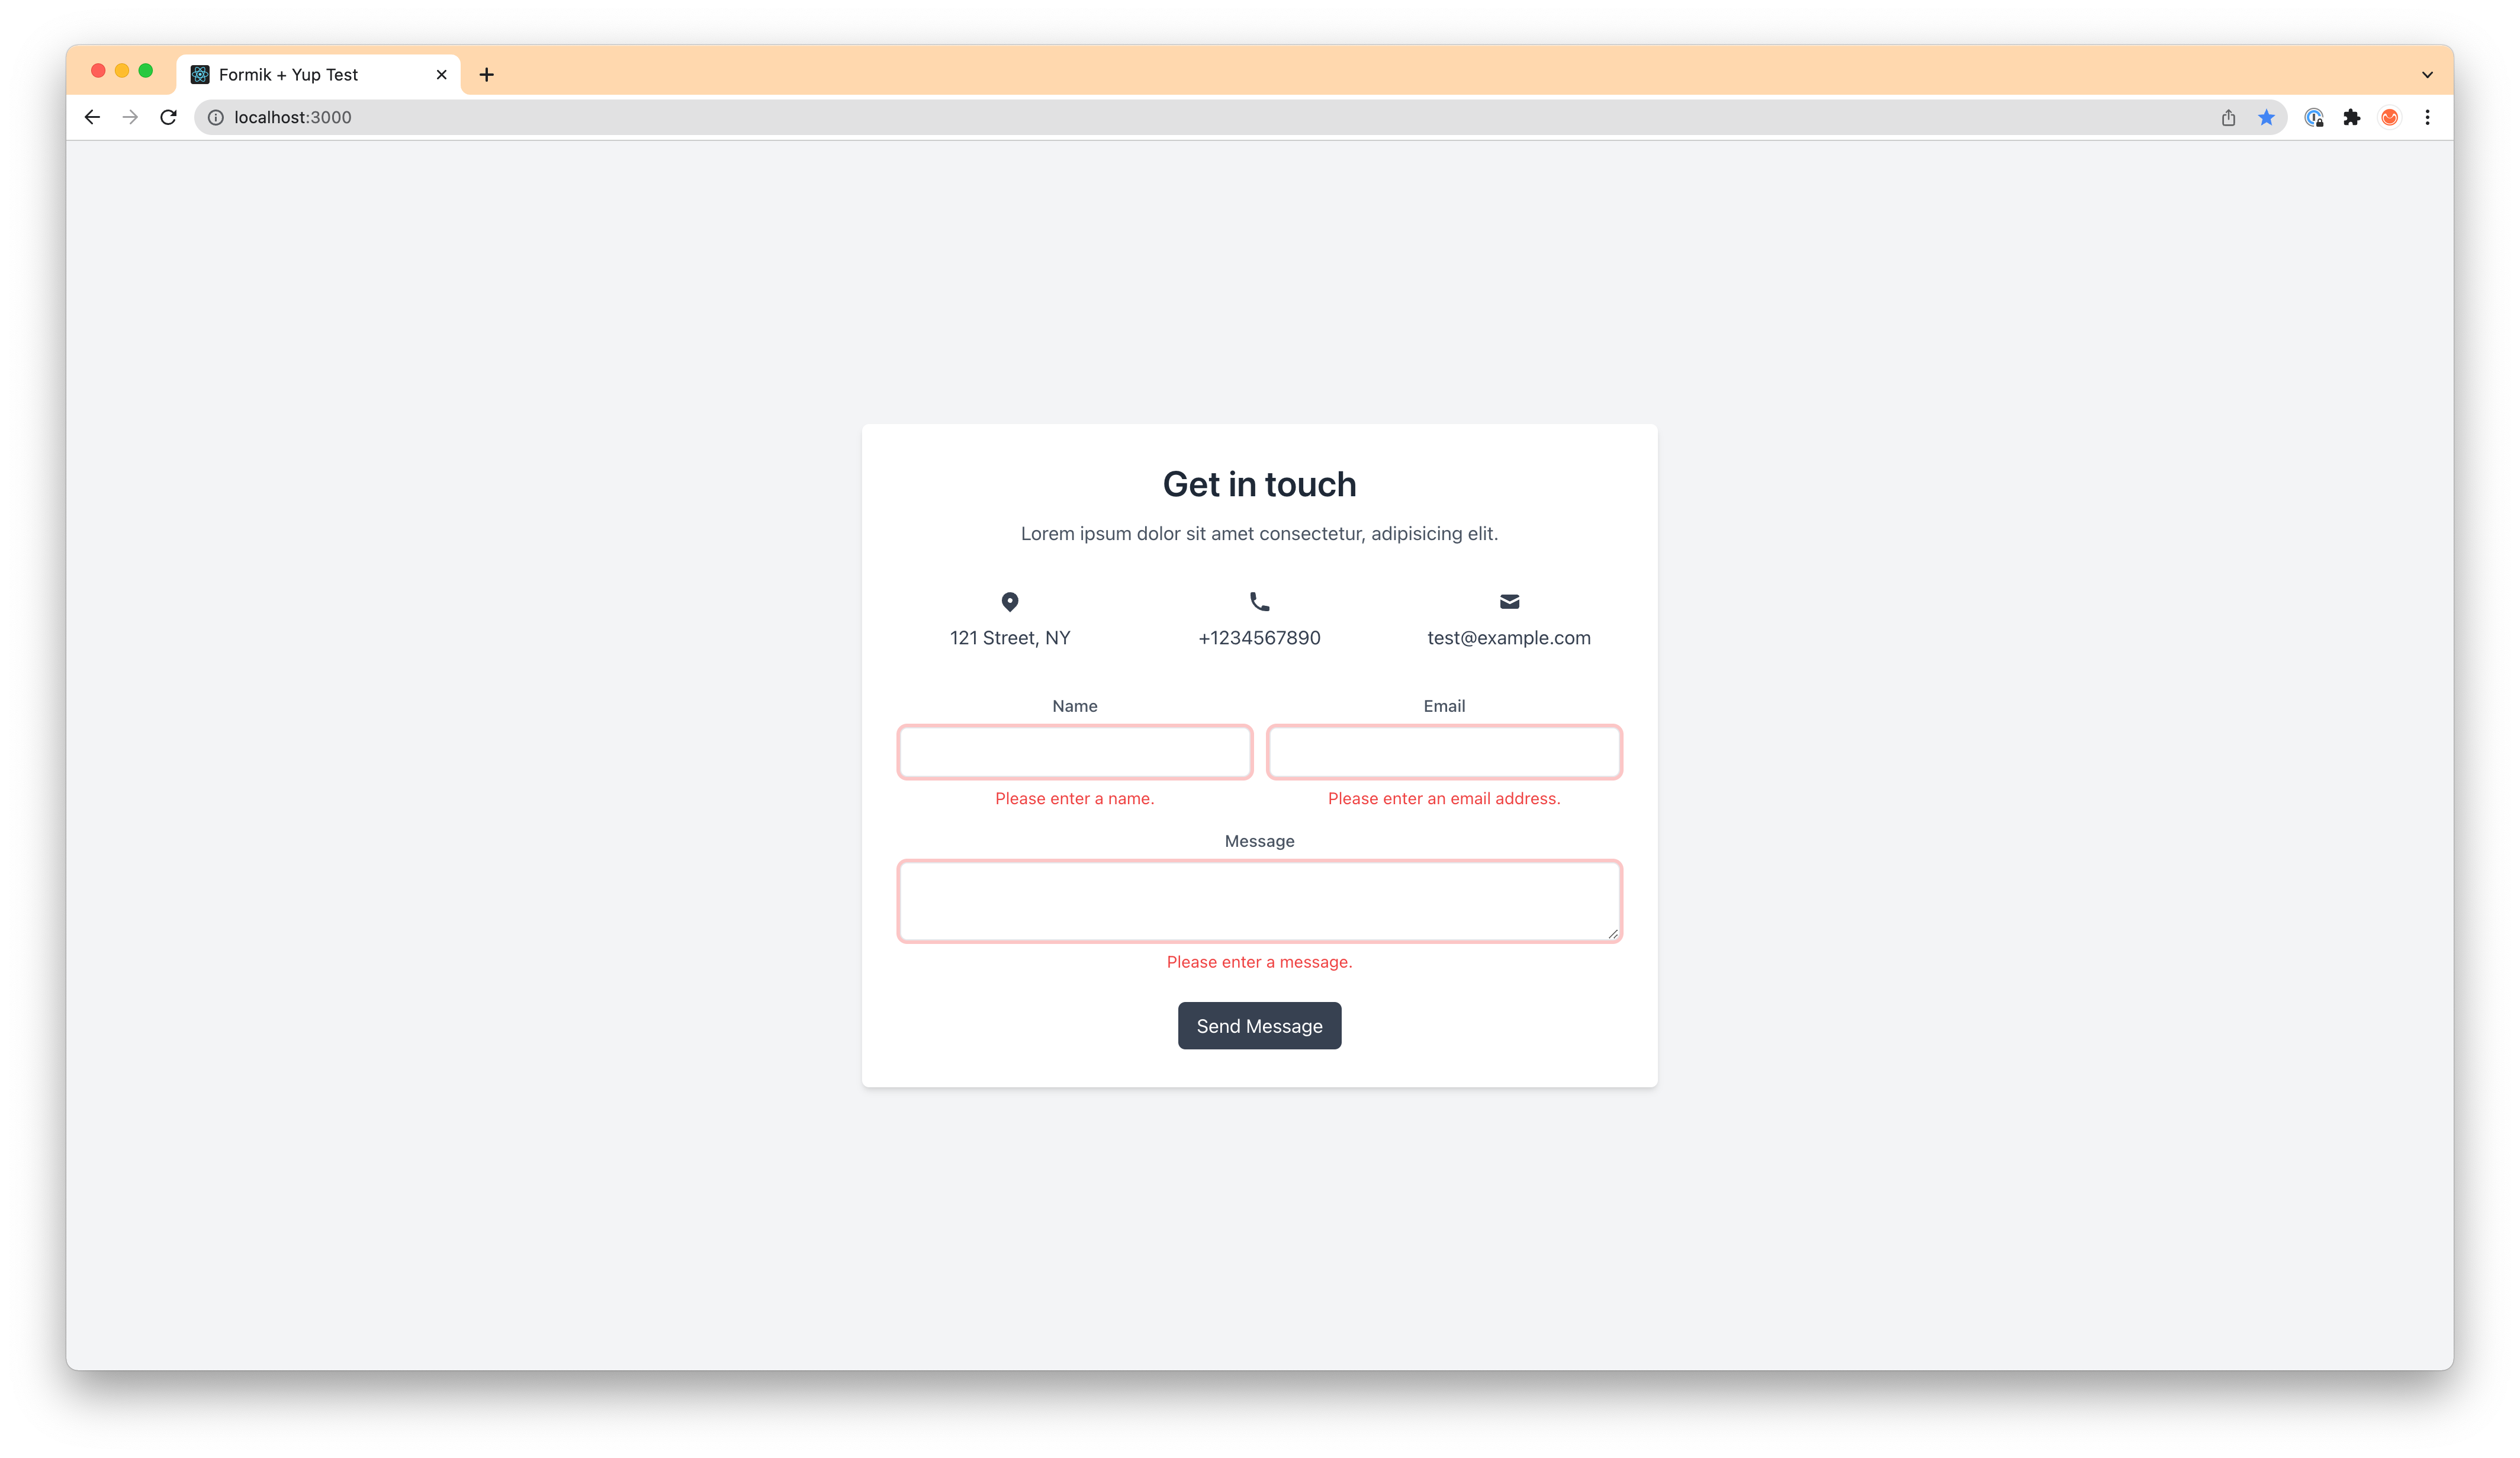 Formik + Yup Test
localhost:3000
Get in touch
Lorem ipsum dolor sit amet consectetur, adipisicing elit.
121 Street, NY
+1234567890
test@example.com
Name
Email
Please enter a name.
Please enter an email address.
Message
Please enter a message.
Send Message